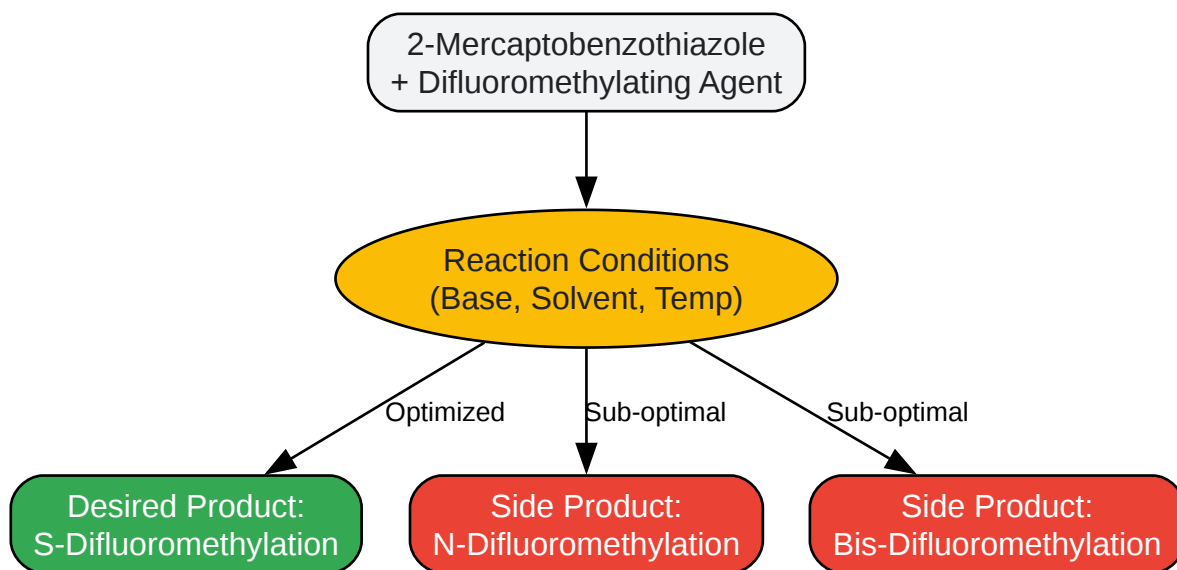 2-Mercaptobenzothiazole
+ Difluoromethylating Agent
Reaction Conditions
(Base, Solvent, Temp)
Optimized
Sub-optimal
Sub-optimal
Desired Product:
S-Difluoromethylation
Side Product:
N-Difluoromethylation
Side Product:
Bis-Difluoromethylation